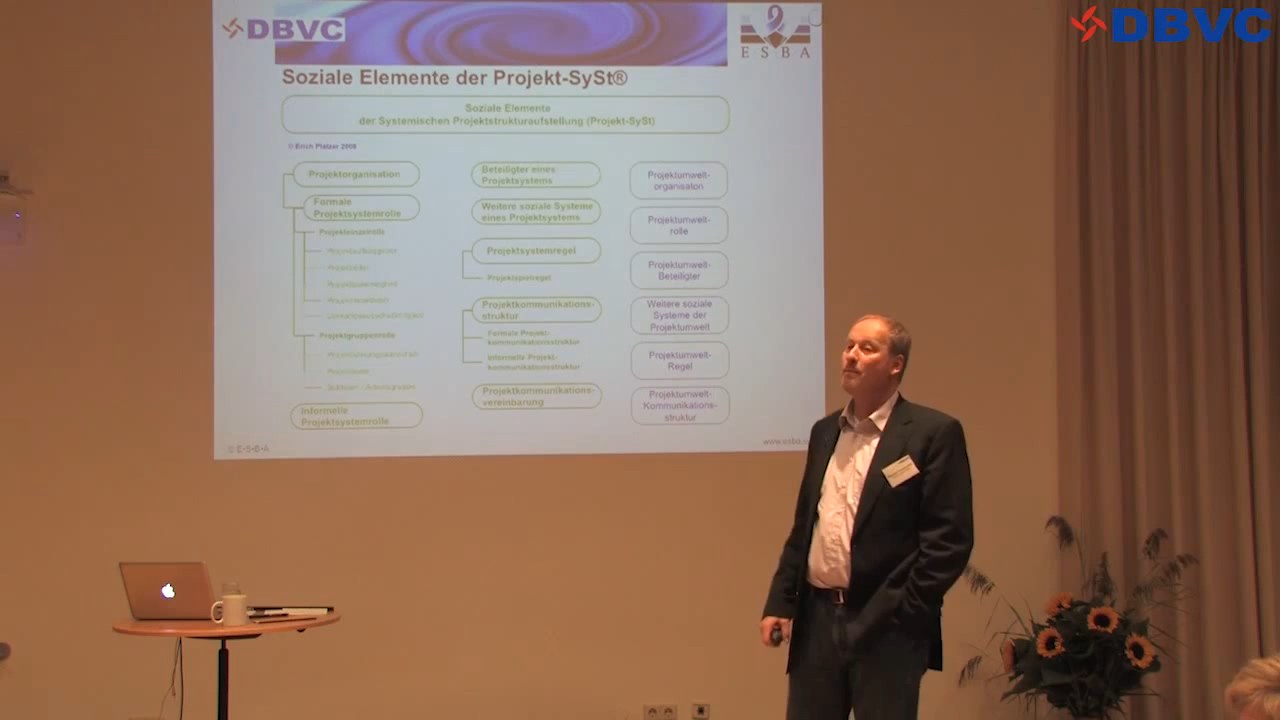 DBVC
ESBA
DBVC
Soziale Elemente der Projekt-SySt®
Soziale Elemente
der Systemischen Projektstrukturaufstellung (Projekt-SySt)
© Erich Platzer 2008
Projektorganisation
Formale
Projektsystemrolle
Projekteinzelrolle
Projektgruppenrolle
Informelle
Projektsystemrolle
Beteiligter eines
Projektsystems
Weitere soziale Systeme
eines Projektsystems
Projektsystemregel
Projektspielregel
Projektkommunikations-
struktur
Formale Projekt-
kommunikationsstruktur
Informelle Projekt-
kommunikationsstruktur
Projektkommunikations-
vereinbarung
Projektumwelt-
organisation
Projektumwelt-
rolle
Projektumwelt-
Beteiligter
Weitere soziale
Systeme der
Projektumwelt
Projektumwelt-
Regel
Projektumwelt-
Kommunikations-
struktur
© E-S-B-A
www.esba.